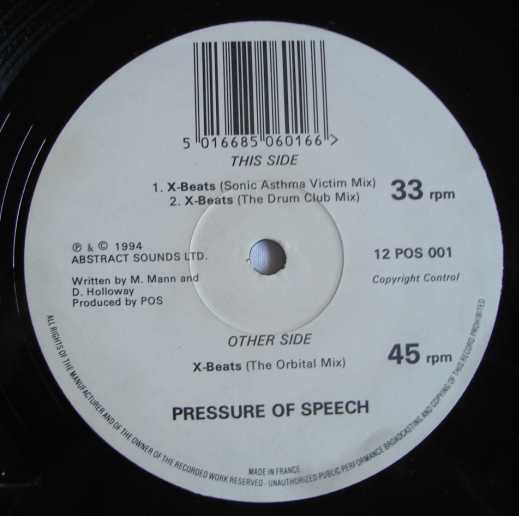 5 016685 060166 >
THIS SIDE
1. X-Beats (Sonic Asthma Victim Mix)
2. X-Beats (The Drum Club Mix)
33 rpm
℗ & © 1994
ABSTRACT SOUNDS LTD.
12 POS 001
Written by M. Mann and
D. Holloway
Produced by POS
Copyright Control
OTHER SIDE
X-Beats (The Orbital Mix)
45 rpm
PRESSURE OF SPEECH
MADE IN FRANCE
ALL RIGHTS OF THE MANUFACTURER AND OF THE OWNER OF THE RECORDED WORK RESERVED - UNAUTHORIZED PUBLIC PERFORMANCE BROADCASTING AND COPYING OF THIS RECORD PROHIBITED